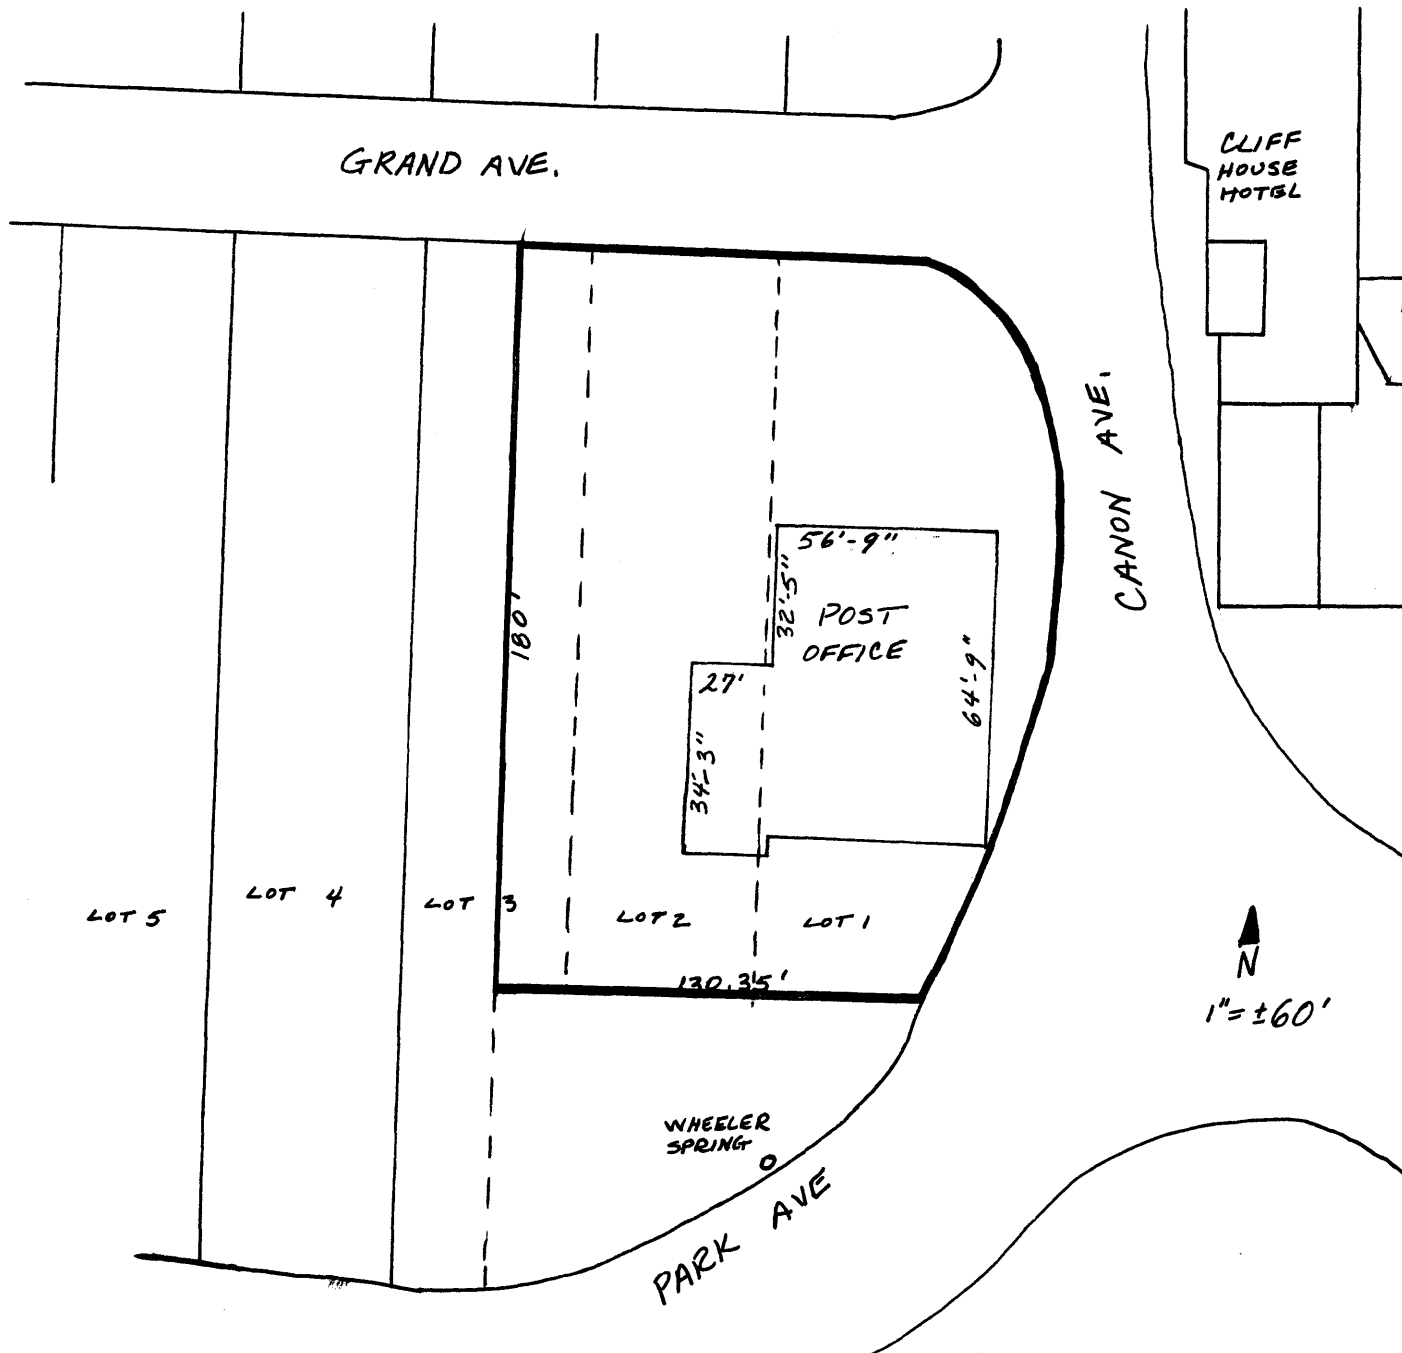 GRAND AVE.
CLIFF
HOUSE
HOTEL
CANON AVE.
56'-9"
32'-5"
POST
OFFICE
180'
27'
64'-9"
34'-3"
LOT 5
LOT 4
LOT 3
LOT 2
LOT 1
130.35'
N
1"=±60'
WHEELER
SPRING
PARK AVE